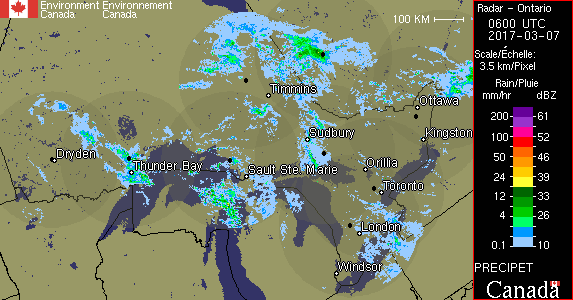 Environment Environnement
Canada Canada
100 KM
Timmins
Ottawa
Sudbury
Kingston
Dryden
Thunder Bay
Sault Ste. Marie
Orillia
Toronto
London
Windsor
Radar - Ontario
0600 UTC
2017-03-07
Scale/Échelle:
3.5 km/Pixel
Rain/Pluie
mm/hr dBZ
200 61
100 52
50 46
24 39
12 33
4 26
0.1 10
PRECIPET
Canada